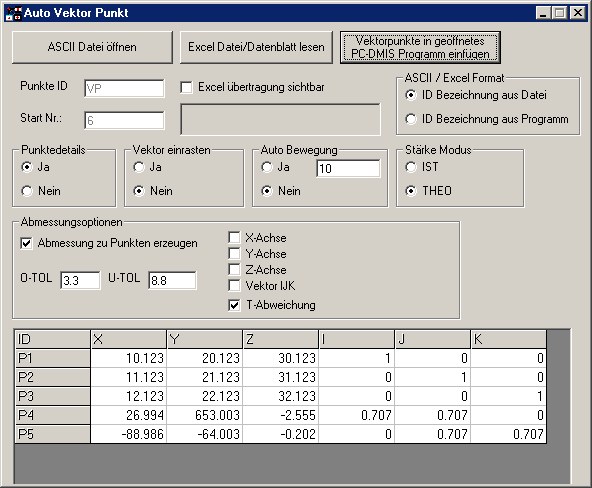 Auto Vektor Punkt
ASCII Datei öffnen
Excel Datei/Datenblatt lesen
Vektorpunkte in geöffnetes
PC-DMIS Programm einfügen
Punkte ID
VP
Excel übertragung sichtbar
Start Nr.:
6
ASCII / Excel Format
ID Bezeichnung aus Datei
ID Bezeichnung aus Programm
Punktedetails
Ja
Nein
Vektor einrasten
Ja
Nein
Auto Bewegung
Ja
10
Nein
Stärke Modus
IST
THEO
Abmessungsoptionen
Abmessung zu Punkten erzeugen
O-TOL
3.3
U-TOL
8.8
X-Achse
Y-Achse
Z-Achse
Vektor IJK
T-Abweichung
ID X Y Z I J K
P1 10.123 20.123 30.123 1 0 0
P2 11.123 21.123 31.123 0 1 0
P3 12.123 22.123 32.123 0 0 1
P4 26.994 653.003 -2.555 0.707 0.707 0
P5 -88.986 -64.003 -0.202 0 0.707 0.707